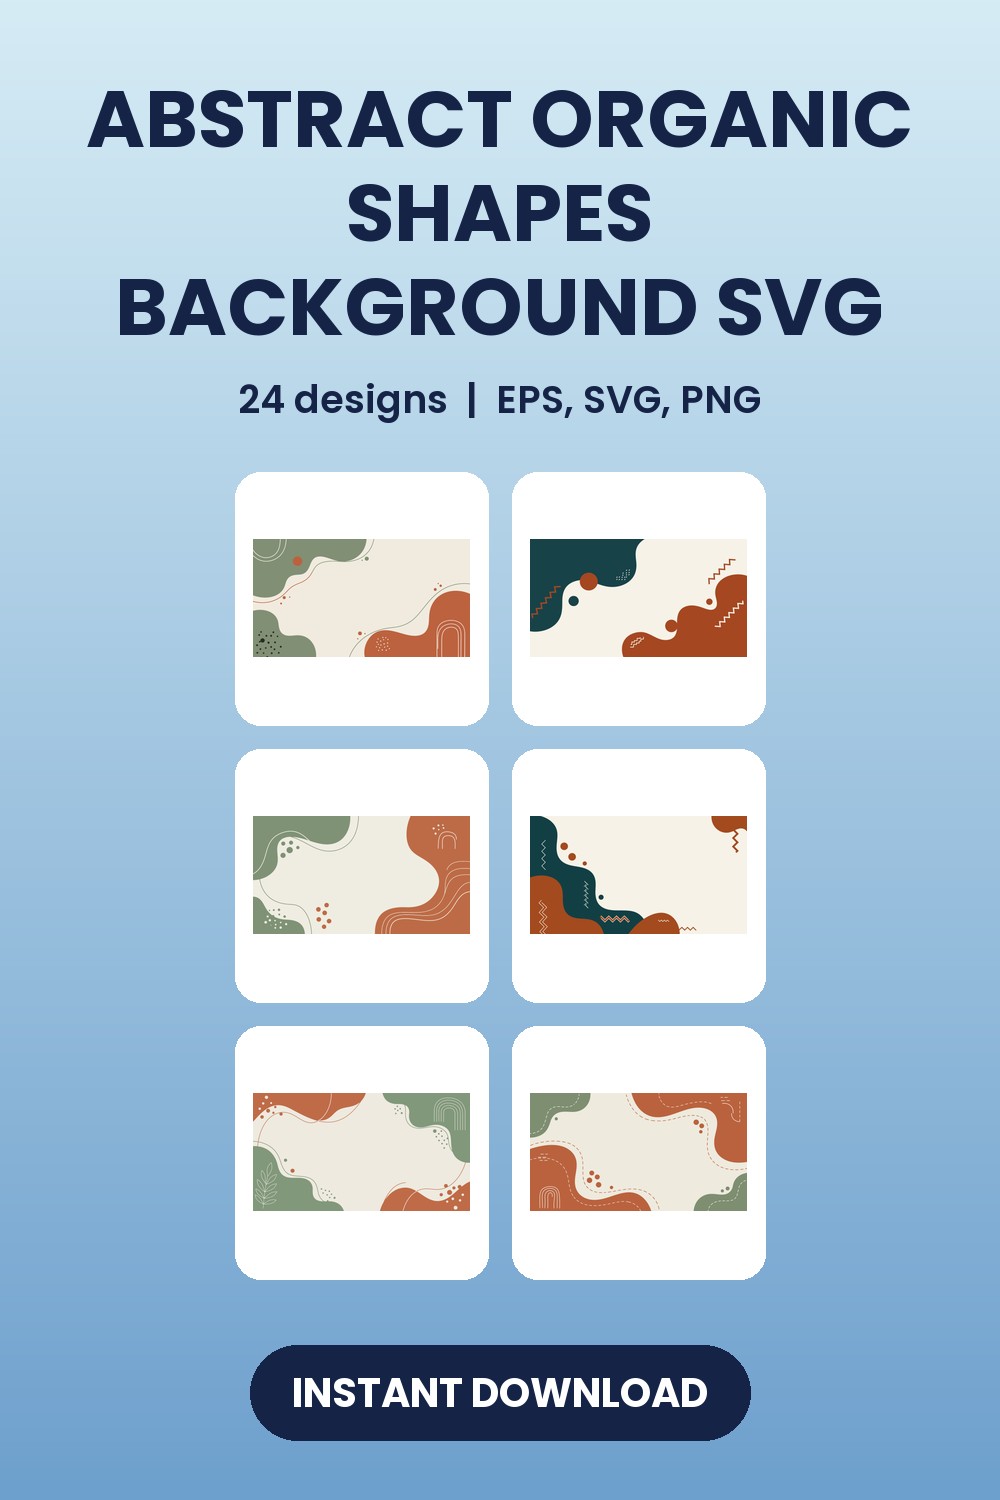 ABSTRACT ORGANIC
SHAPES
BACKGROUND SVG
24 designs | EPS, SVG, PNG
INSTANT DOWNLOAD